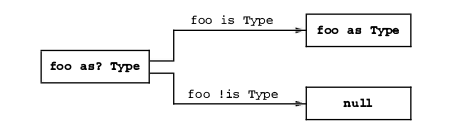 foo is Type
foo as Type
foo as? Type
foo !is Type
null